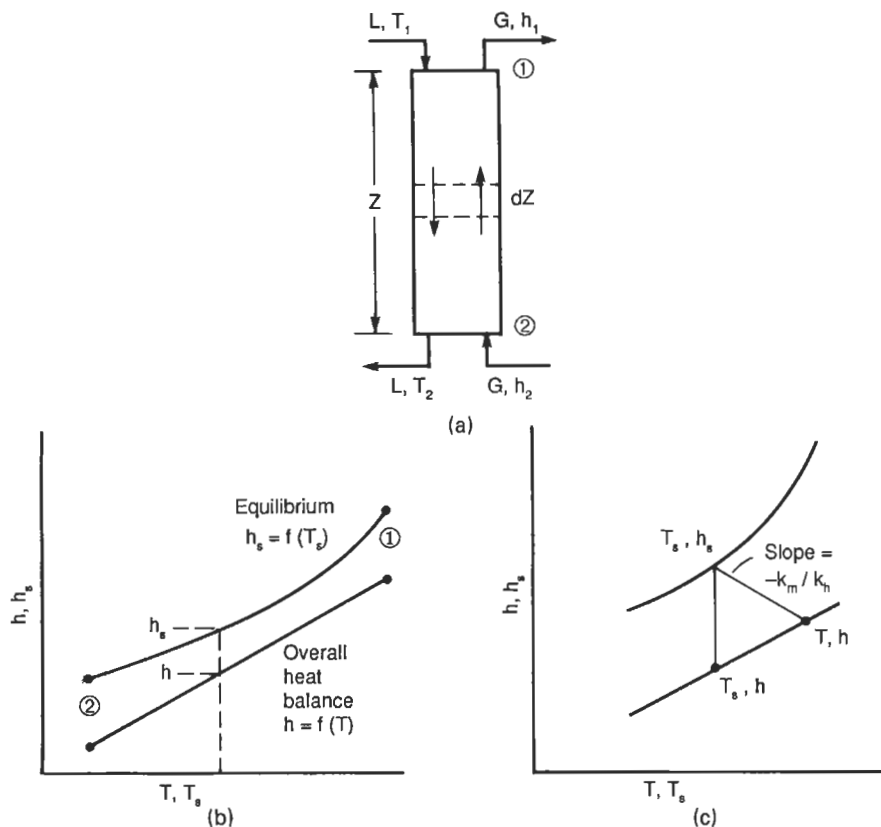 L, T₁
G, h₁
①
Z
dZ
②
L, T₂
G, h₂
(a)
h, hₛ
Equilibrium
hₛ = f (Tₛ)
①
hₛ
h
②
Overall
heat
balance
h = f (T)
T, Tₛ
(b)
h, hₛ
Tₛ , hₛ
Slope =
–kₘ / kₕ
T, h
Tₛ , h
T, Tₛ
(c)